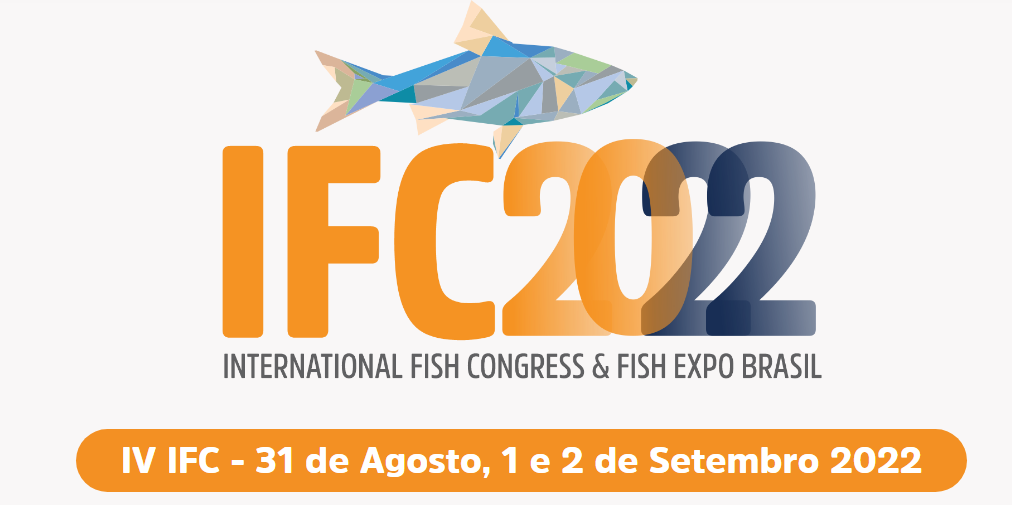 IFC2022
INTERNATIONAL FISH CONGRESS & FISH EXPO BRASIL
IV IFC - 31 de Agosto, 1 e 2 de Setembro 2022